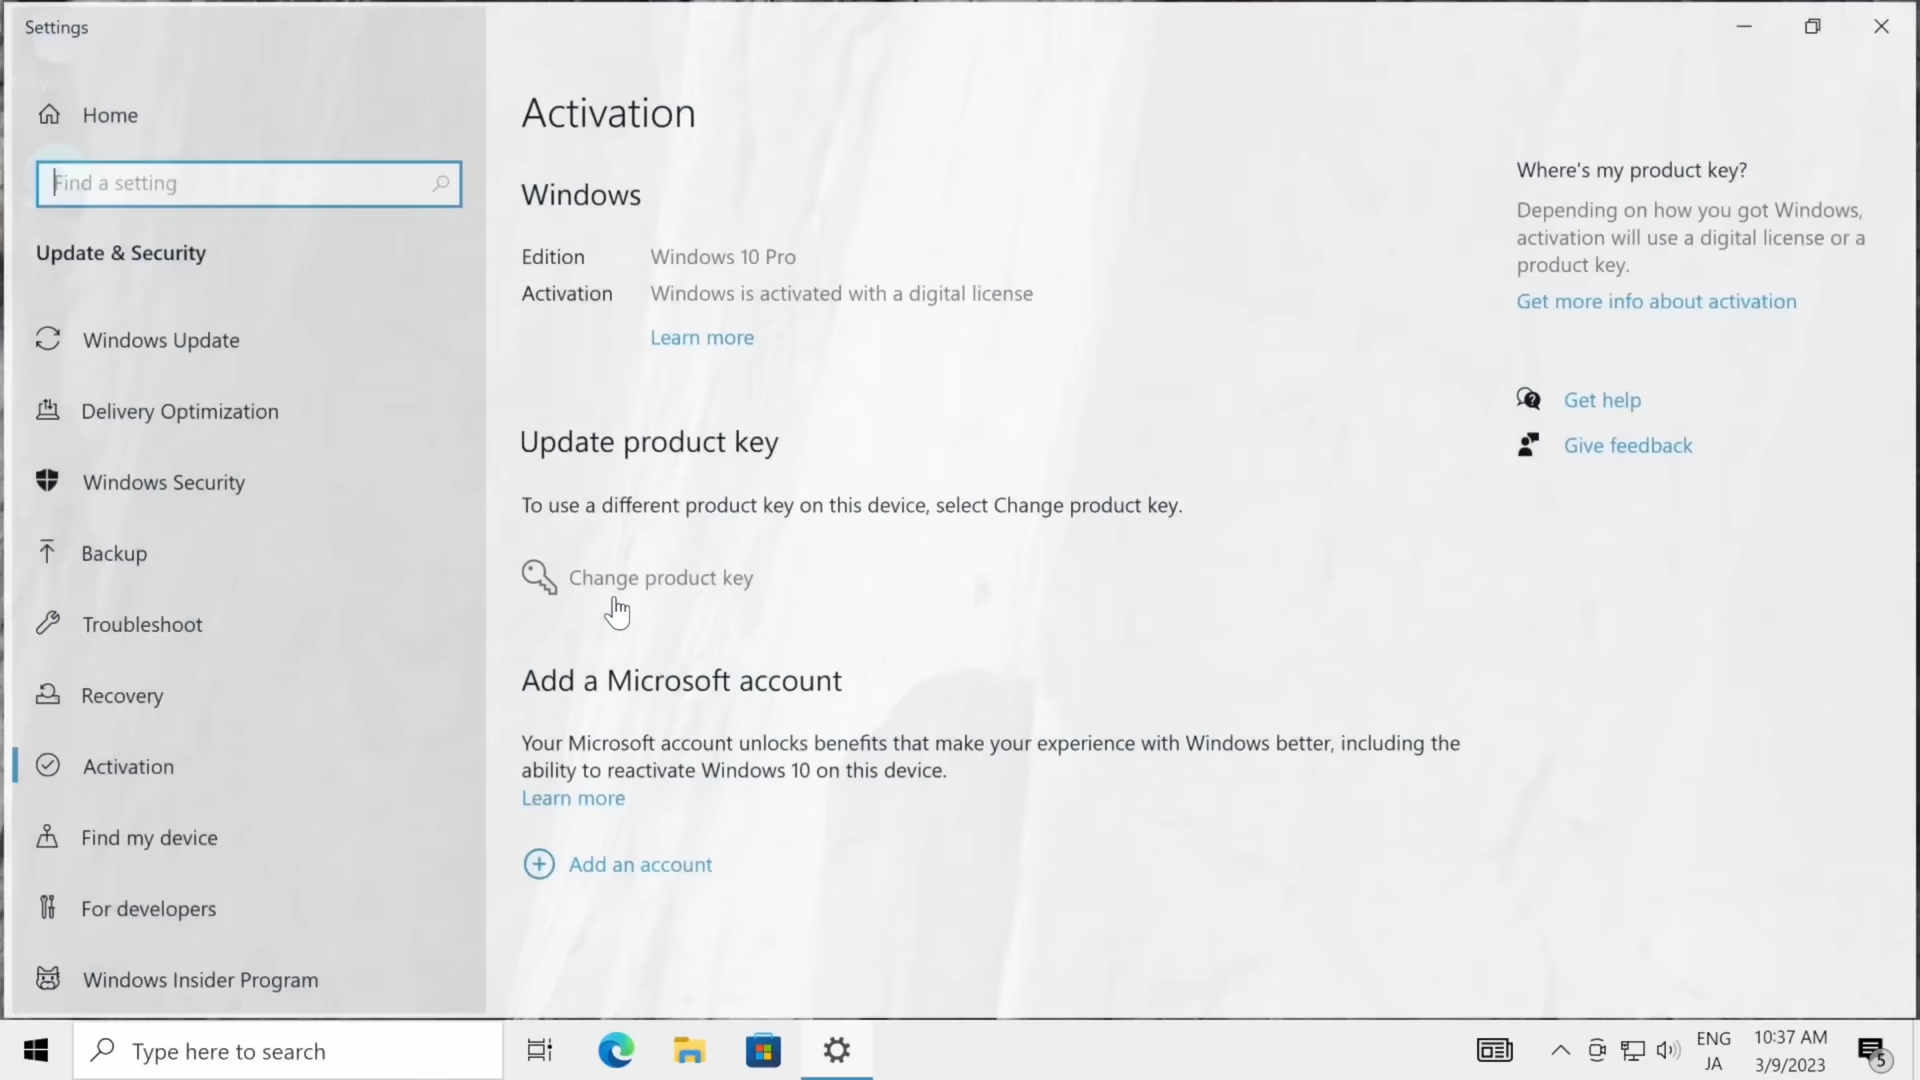 Settings
Home
Find a setting
Update & Security
Windows Update
Delivery Optimization
Windows Security
Backup
Troubleshoot
Recovery
Activation
Find my device
For developers
Windows Insider Program
Activation
Windows
Edition Windows 10 Pro
Activation Windows is activated with a digital license
Learn more
Update product key
To use a different product key on this device, select Change product key.
Change product key
Add a Microsoft account
Your Microsoft account unlocks benefits that make your experience with Windows better, including the
ability to reactivate Windows 10 on this device.
Learn more
Add an account
Where's my product key?
Depending on how you got Windows,
activation will use a digital license or a
product key.
Get more info about activation
Get help
Give feedback
Type here to search
ENG
JA
10:37 AM
3/9/2023
5